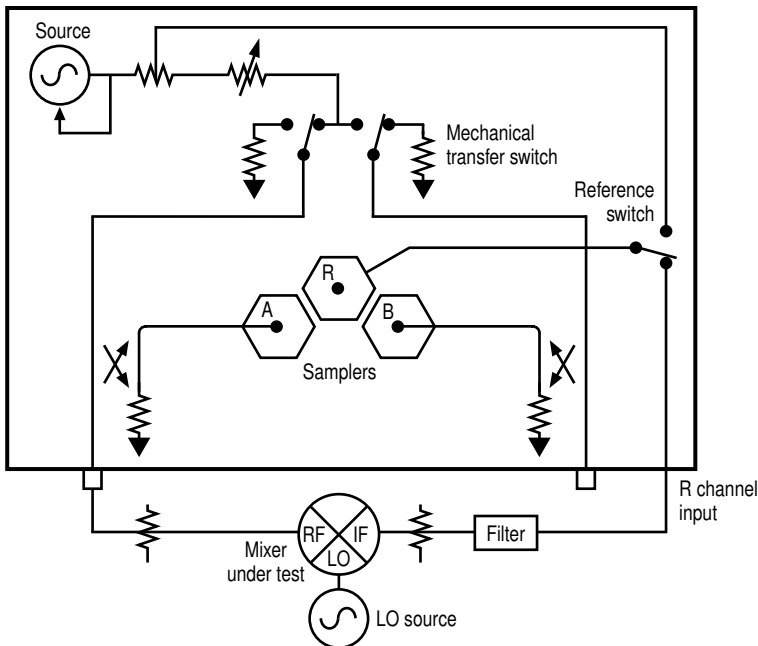 Source
Mechanical
transfer switch
Reference
switch
R
A
B
Samplers
R channel
input
RF
IF
LO
Filter
Mixer
under test
LO source